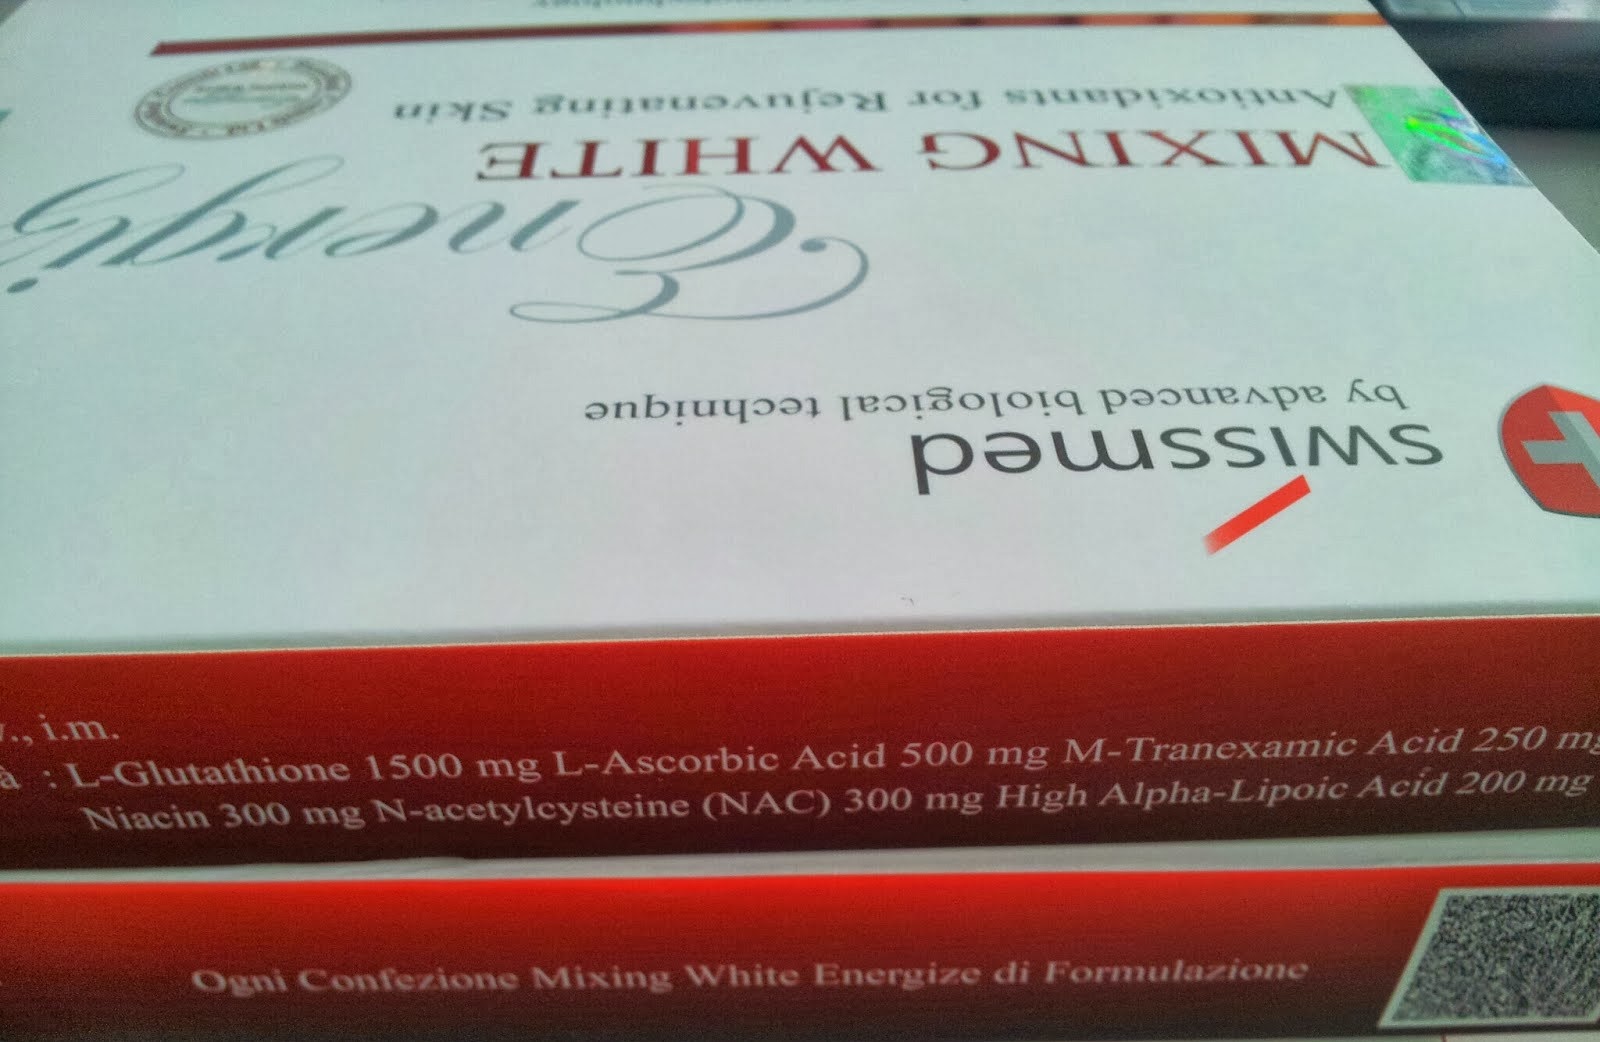 swissmed
by advanced biological technique
MIXING WHITE
Antioxidants for Rejuvenating Skin
i.m.
: L-Glutathione 1500 mg L-Ascorbic Acid 500 mg M-Tranexamic Acid 250 mg
Niacin 300 mg N-acetylcysteine (NAC) 300 mg High Alpha-Lipoic Acid 200 mg
Ogni Confezione Mixing White Energize di Formulazione